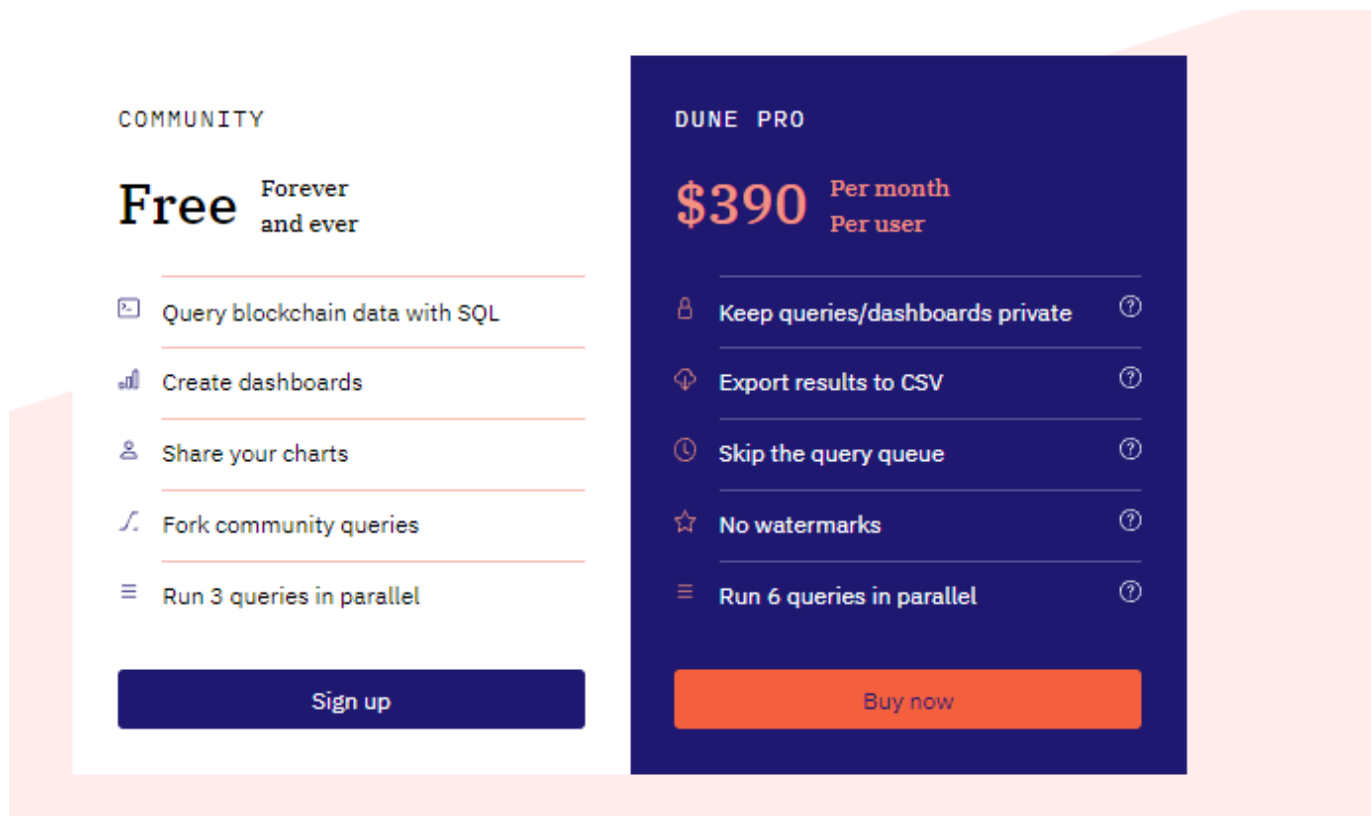 COMMUNITY
Free
Forever
and ever
Query blockchain data with SQL
Create dashboards
Share your charts
Fork community queries
Run 3 queries in parallel
Sign up
DUNE PRO
$390
Per month
Per user
Keep queries/dashboards private
Export results to CSV
Skip the query queue
No watermarks
Run 6 queries in parallel
Buy now